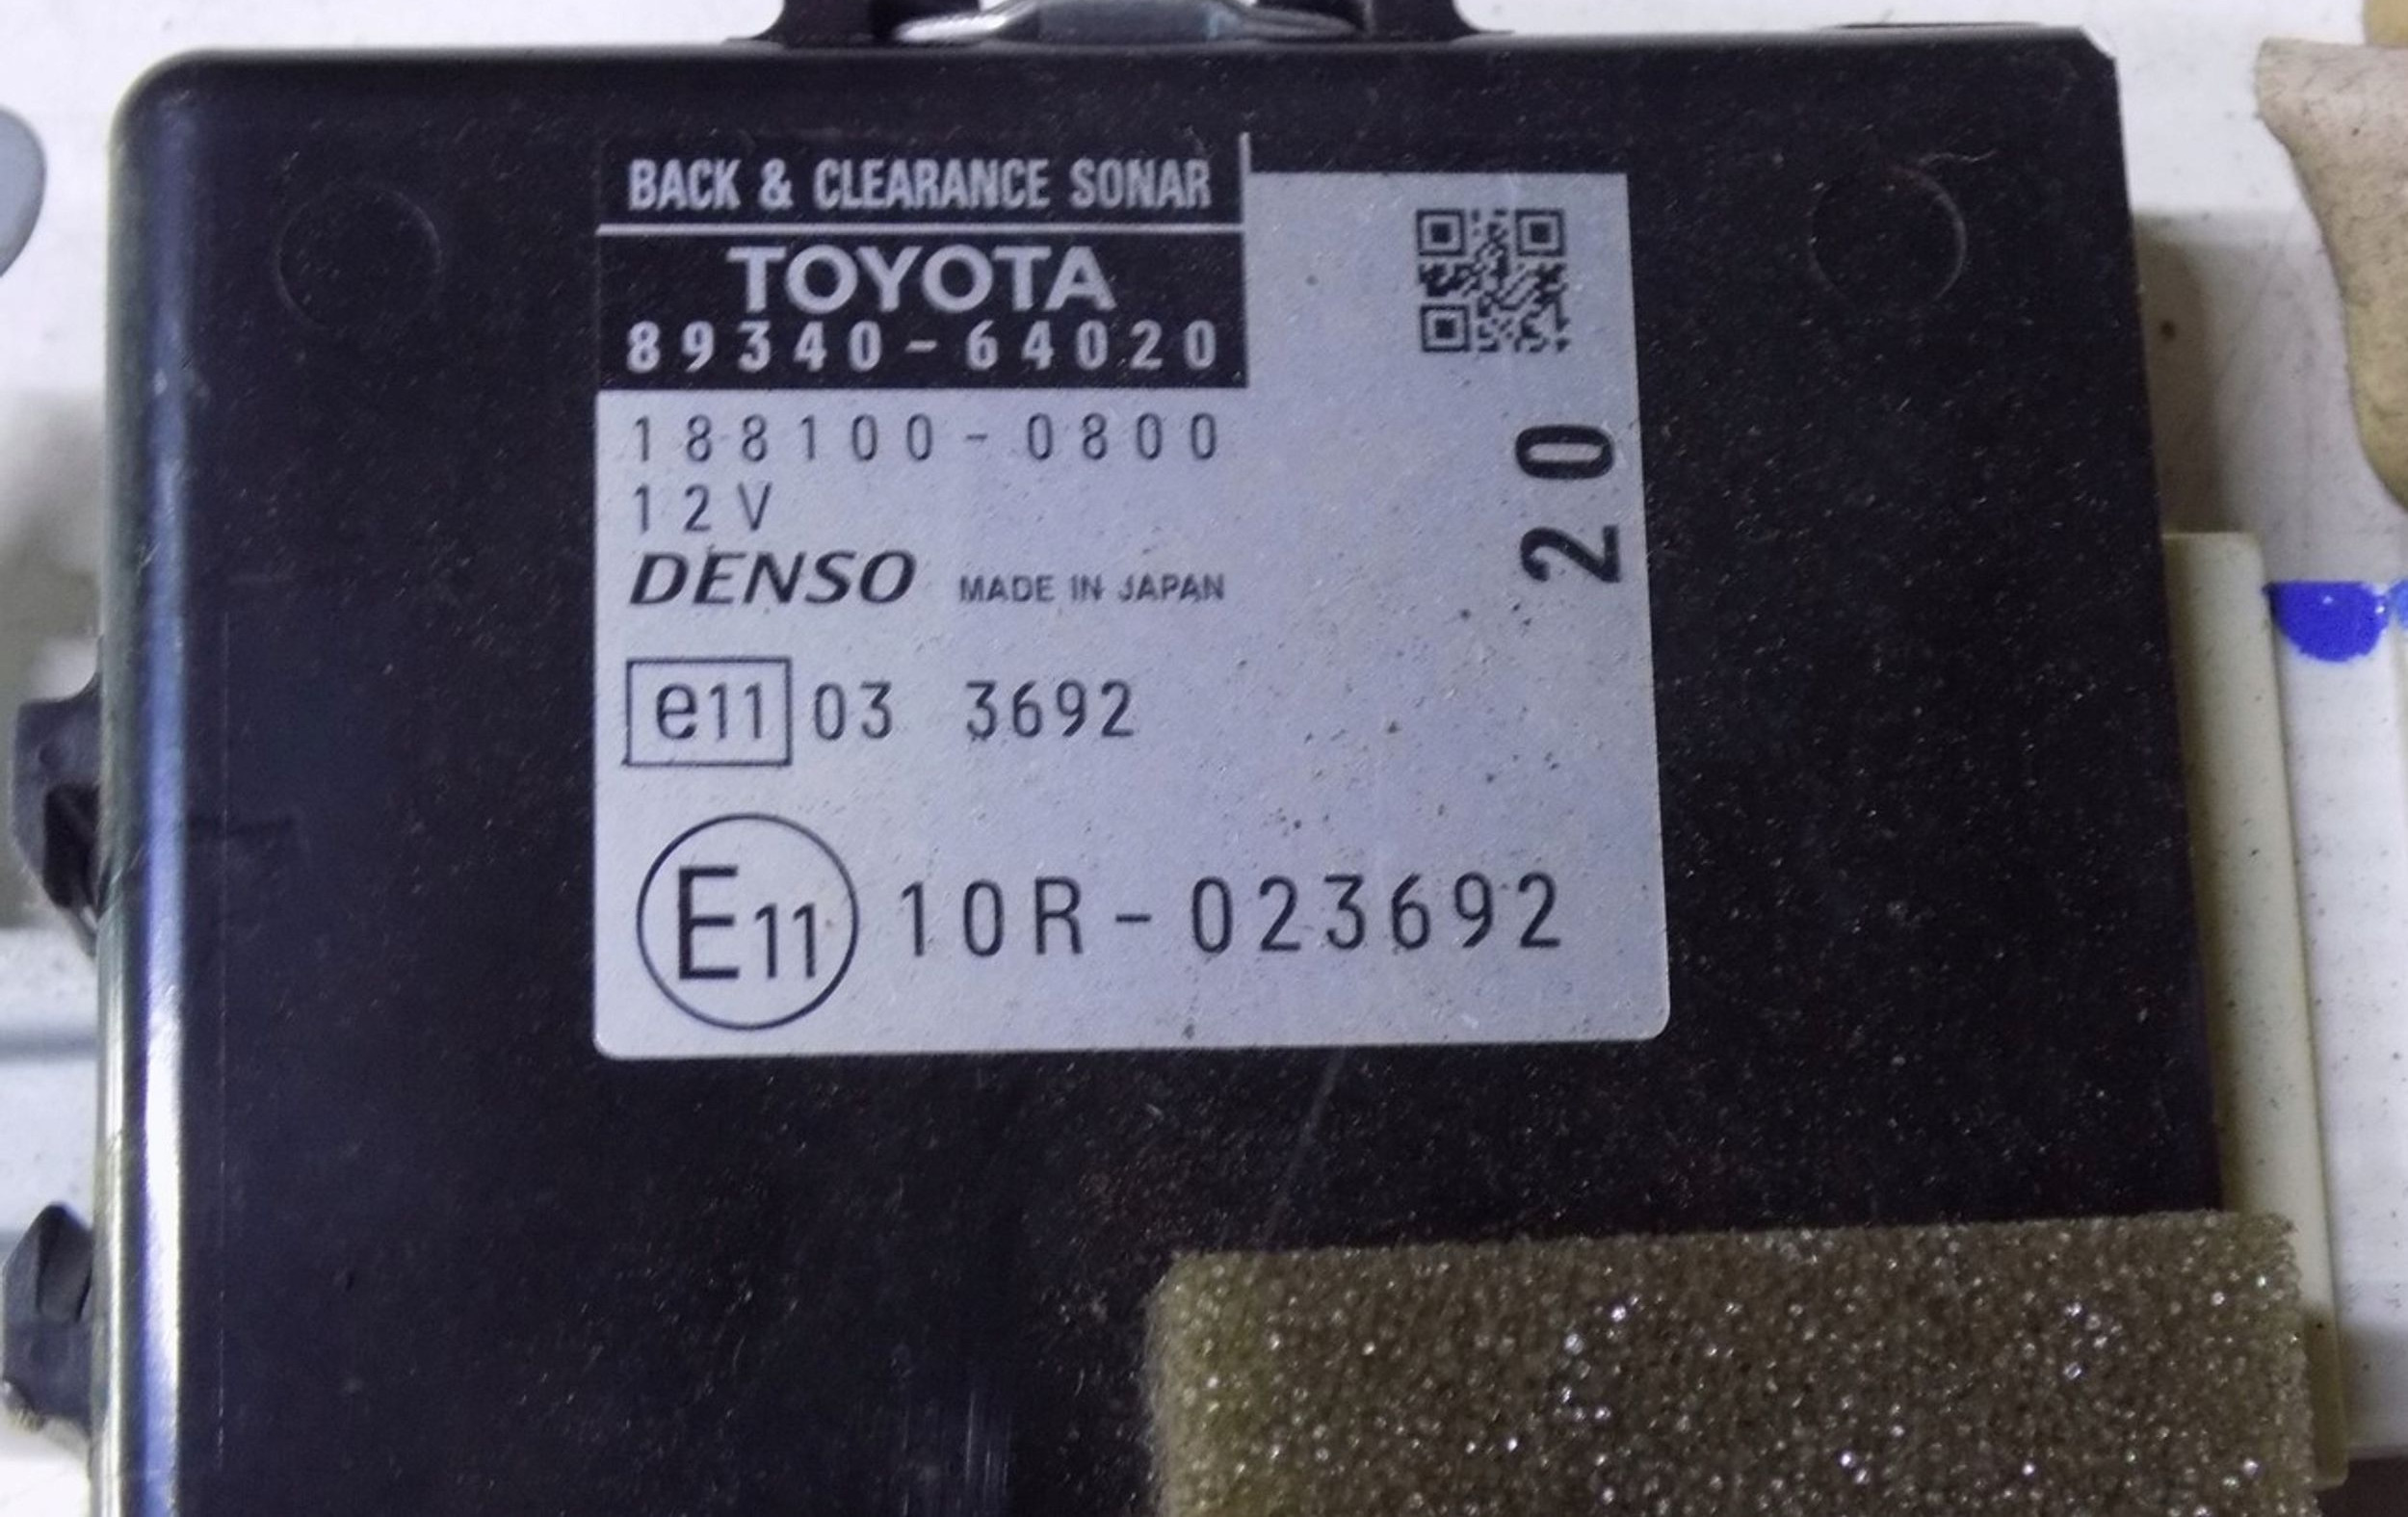 BACK & CLEARANCE SONAR
TOYOTA
89340-64020
188100-0800
12V
DENSO MADE IN JAPAN
20
e11 03 3692
E11 10R-023692